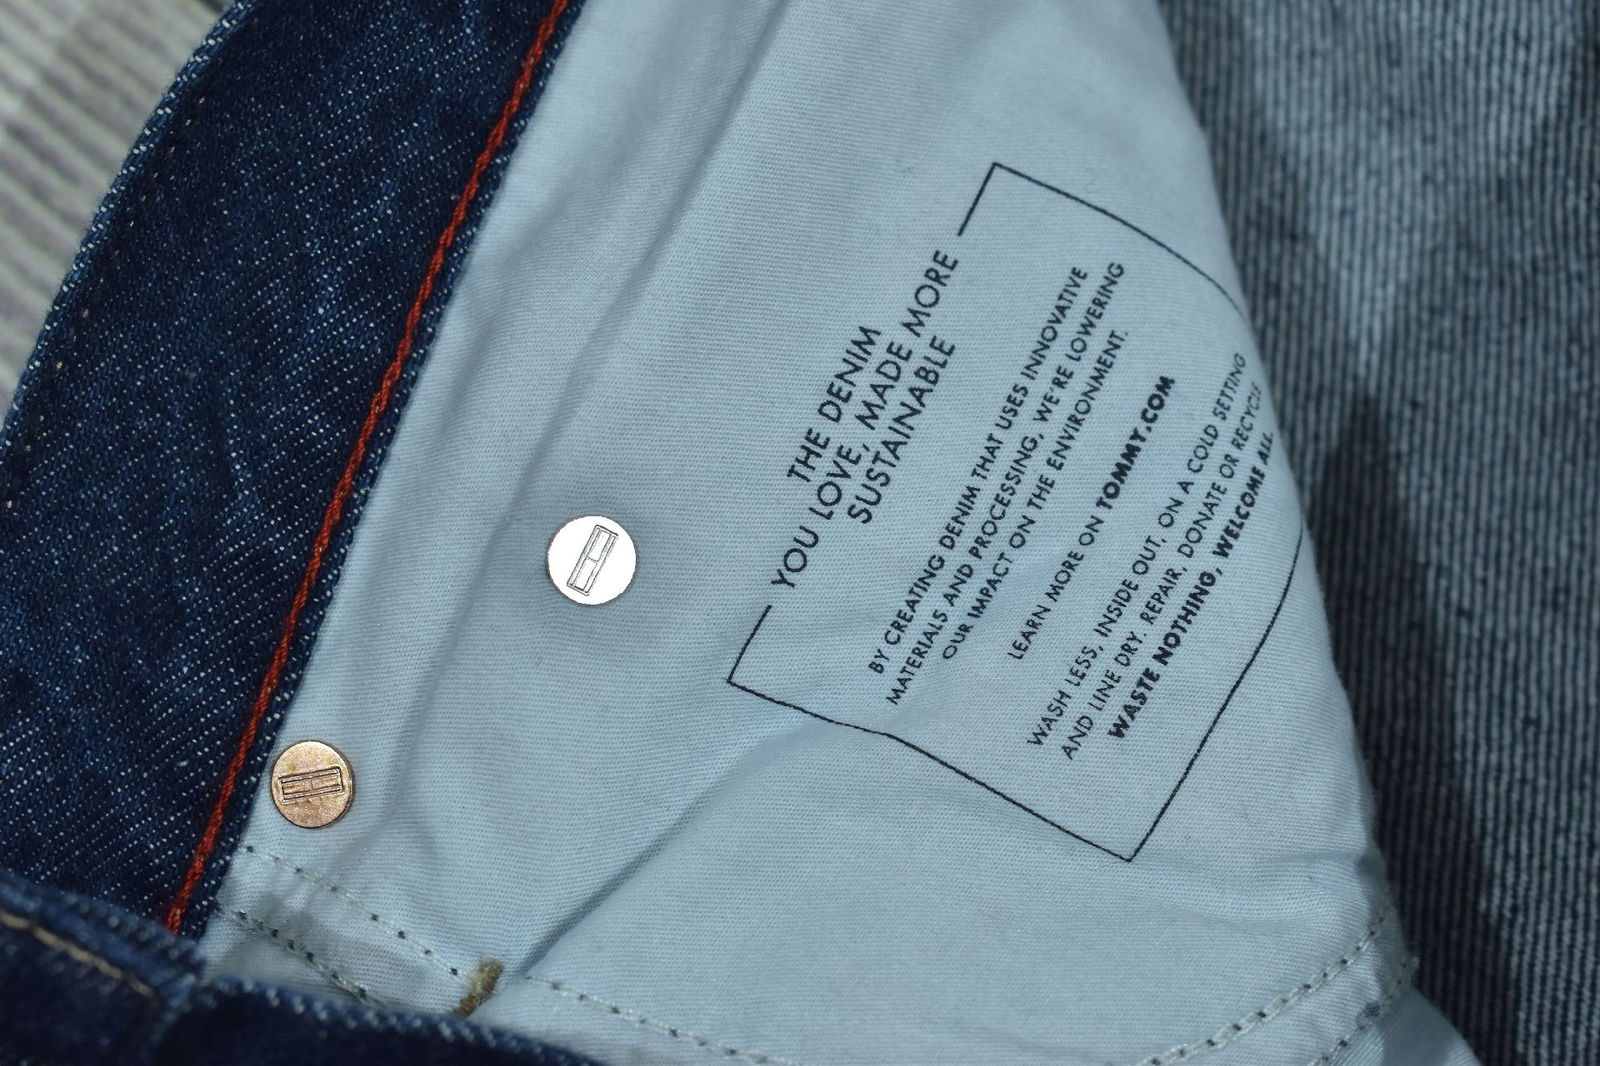 THE DENIM
YOU LOVE, MADE MORE
SUSTAINABLE
BY CREATING DENIM THAT USES INNOVATIVE
MATERIALS AND PROCESSING, WE'RE LOWERING
OUR IMPACT ON THE ENVIRONMENT.
LEARN MORE ON TOMMY.COM
WASH LESS, INSIDE OUT, ON A COLD SETTING
AND LINE DRY. REPAIR, DONATE OR RECYCLE
WASTE NOTHING, WELCOME ALL